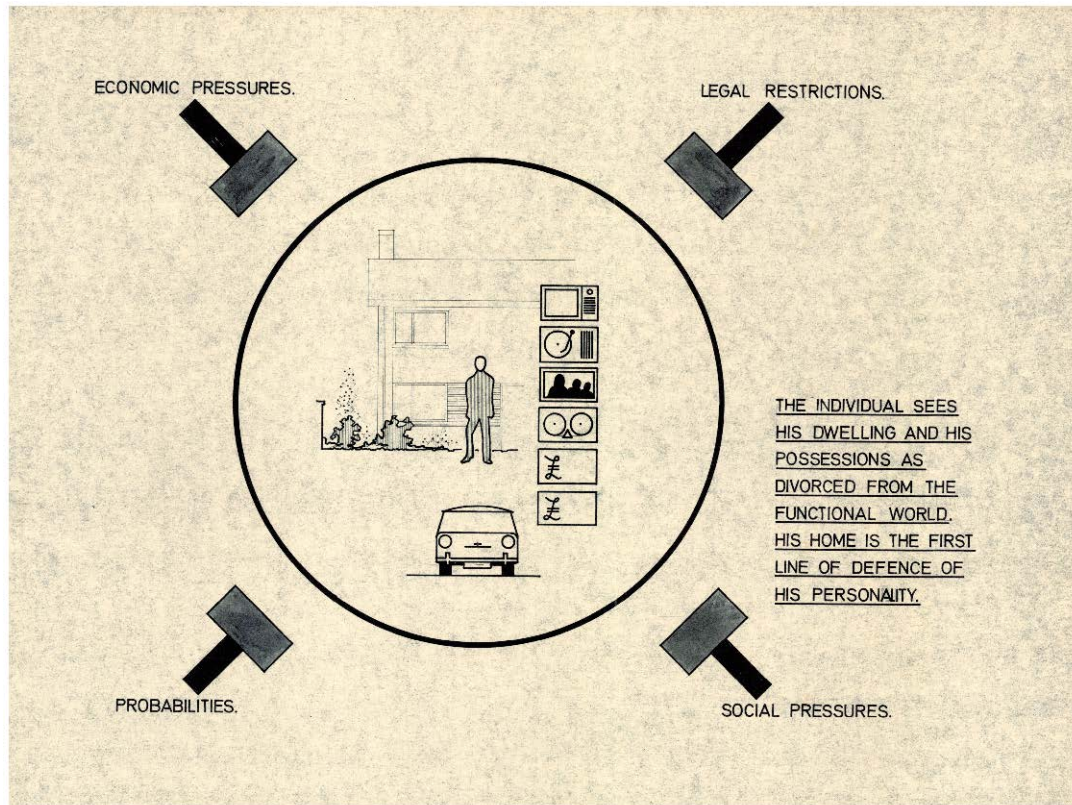 ECONOMIC PRESSURES.
LEGAL RESTRICTIONS.
£
£
THE INDIVIDUAL SEES
HIS DWELLING AND HIS
POSSESSIONS AS
DIVORCED FROM THE
FUNCTIONAL WORLD.
HIS HOME IS THE FIRST
LINE OF DEFENCE OF
HIS PERSONALITY.
PROBABILITIES.
SOCIAL PRESSURES.